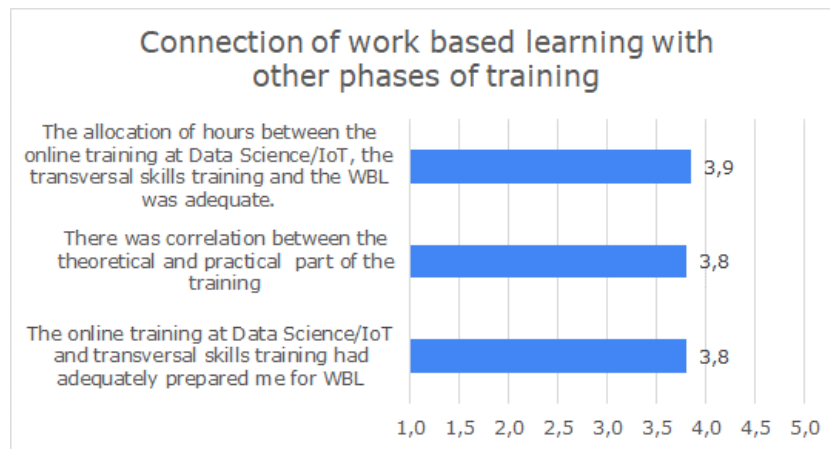 Connection of work based learning with
other phases of training
The allocation of hours between the
online training at Data Science/IoT, the
transversal skills training and the WBL
was adequate.
3,9
There was correlation between the
theoretical and practical part of the
training
3,8
The online training at Data Science/IoT
and transversal skills training had
adequately prepared me for WBL
3,8
1,0 1,5 2,0 2,5 3,0 3,5 4,0 4,5 5,0